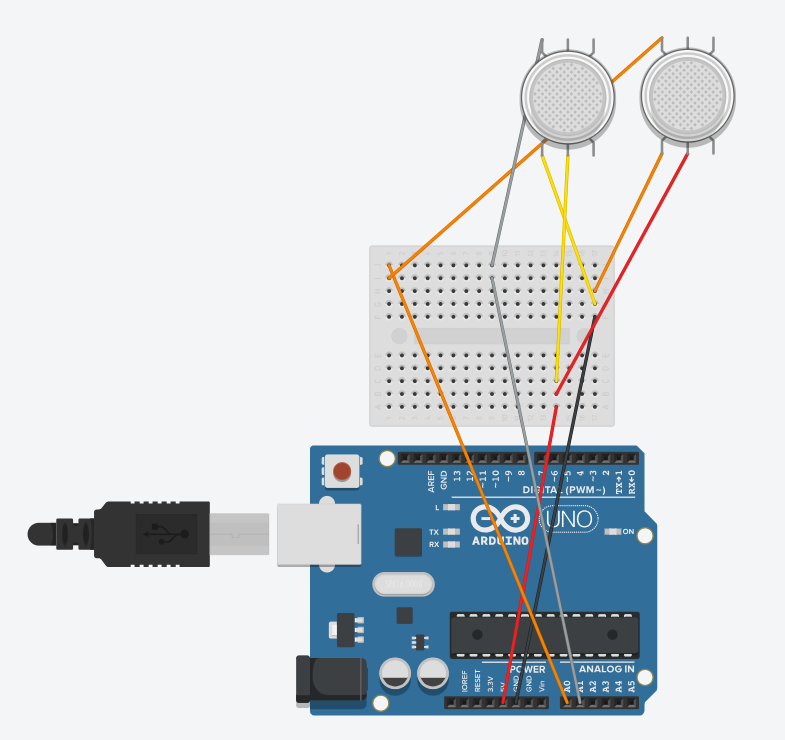 AREF
GND
13
12
~11
~10
~9
8
7
~6
~5
4
~3
2
TX→1
RX←0
DIGITAL (PWM~)
L
TX
RX
ARDUINO
UNO
ON
POWER
ANALOG IN
IOREF
RESET
3.3V
5V
GND
GND
Vin
A0
A1
A2
A3
A4
A5